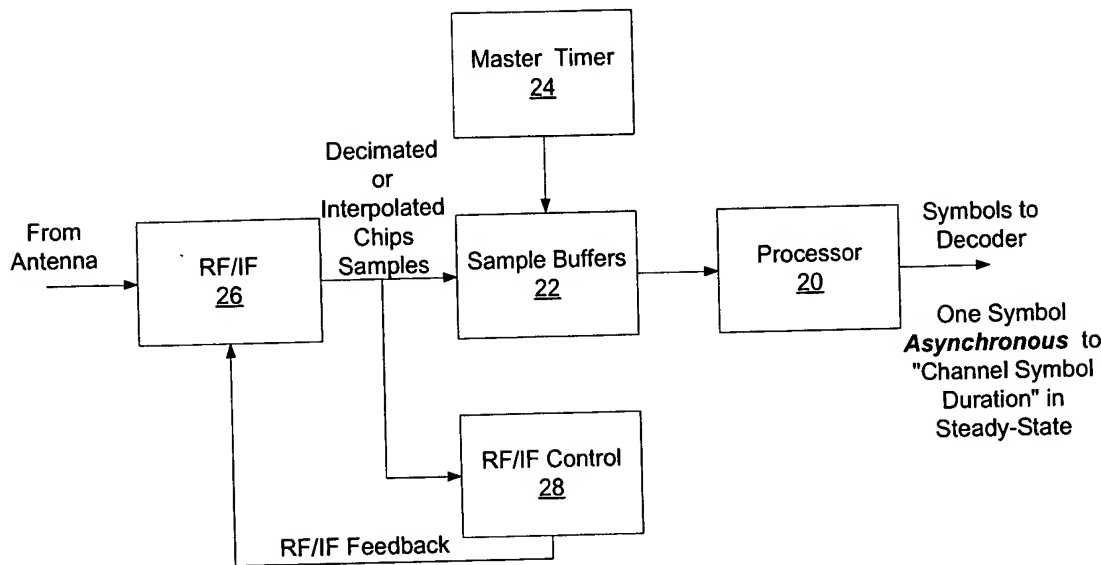 Master Timer
24
Decimated
or
Interpolated
Chips
Samples
From
Antenna
RF/IF
26
Sample Buffers
22
Processor
20
Symbols to
Decoder
One Symbol
Asynchronous to
"Channel Symbol
Duration" in
Steady-State
RF/IF Control
28
RF/IF Feedback